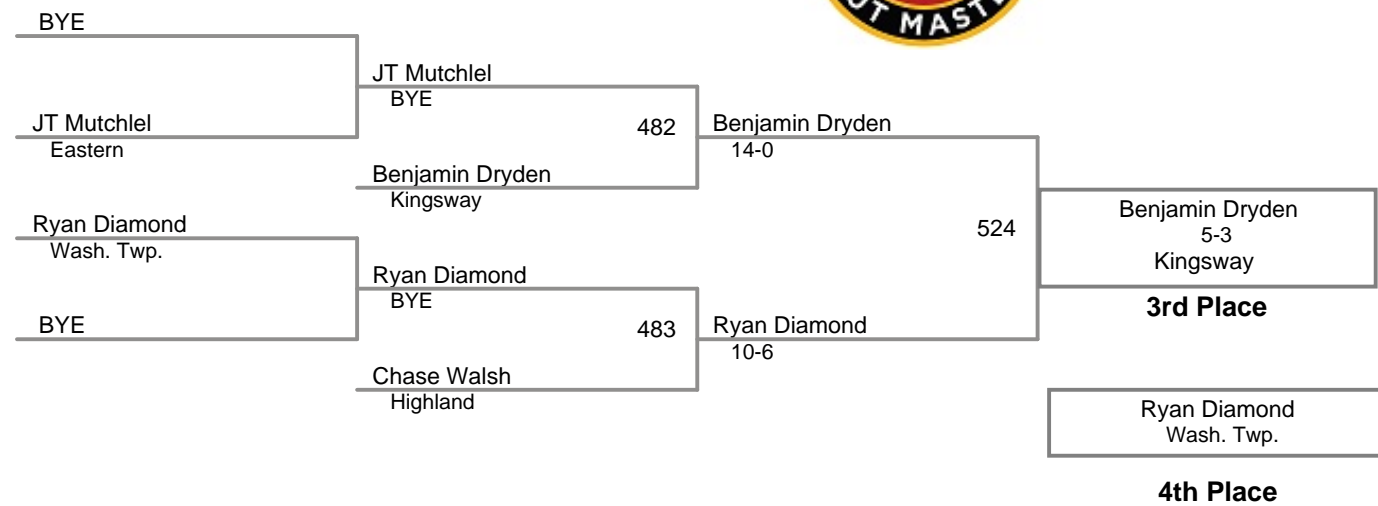 MAST
BYE
JT Mutchlel
BYE
JT Mutchlel
Eastern
482
Benjamin Dryden
14-0
Benjamin Dryden
Kingsway
Ryan Diamond
Wash. Twp.
524
Benjamin Dryden
5-3
Kingsway
3rd Place
Ryan Diamond
BYE
BYE
483
Ryan Diamond
10-6
Chase Walsh
Highland
Ryan Diamond
Wash. Twp.
4th Place